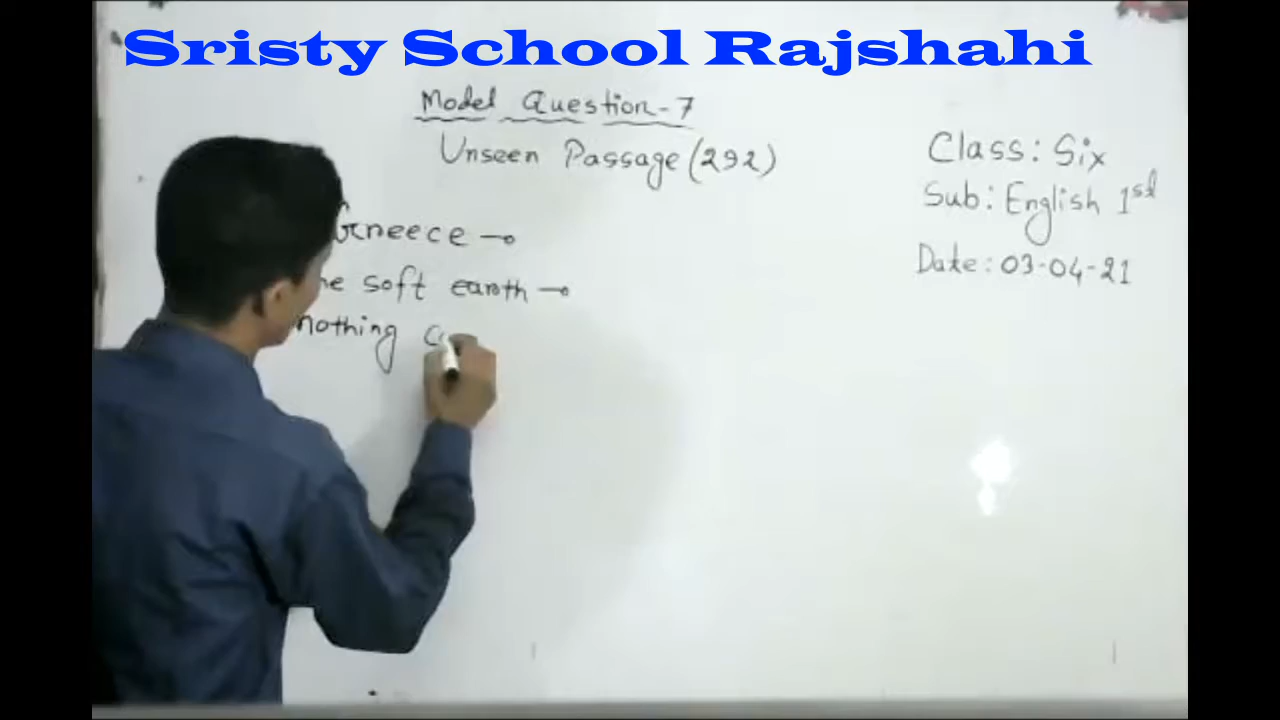 Sristy School Rajshahi
Model Question-7
Unseen Passage (292)
Class: Six
Sub: English 1st
Date: 03-04-21
soft earth
nothing